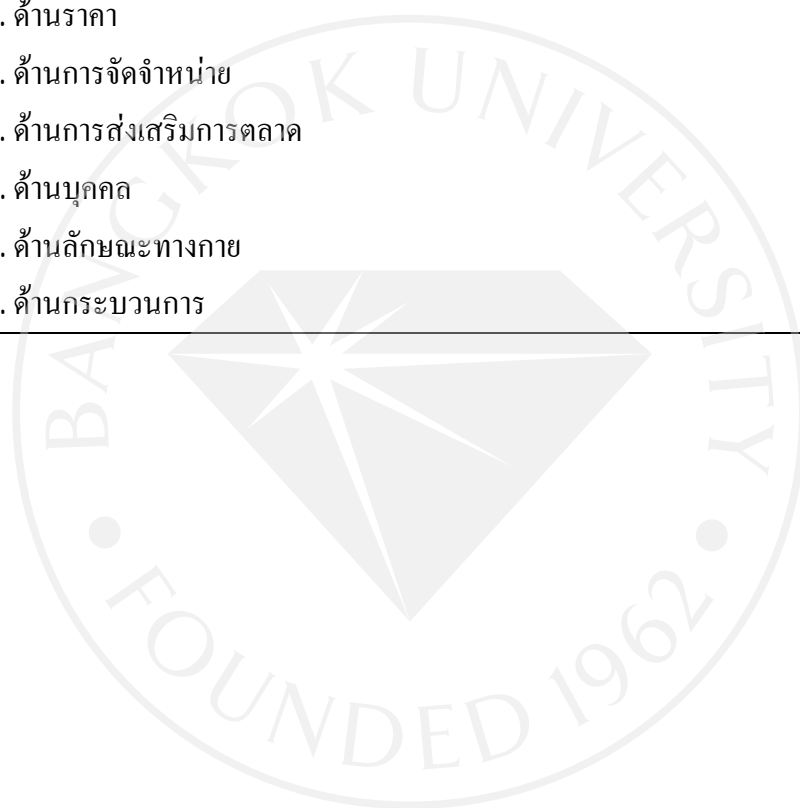 . ด้านราคา
. ด้านการจัดจำหน่าย
. ด้านการส่งเสริมการตลาด
. ด้านบุคคล
. ด้านลักษณะทางกาย
. ด้านกระบวนการ
BANGKOK UNIVERSITY
• FOUNDED 1962 •